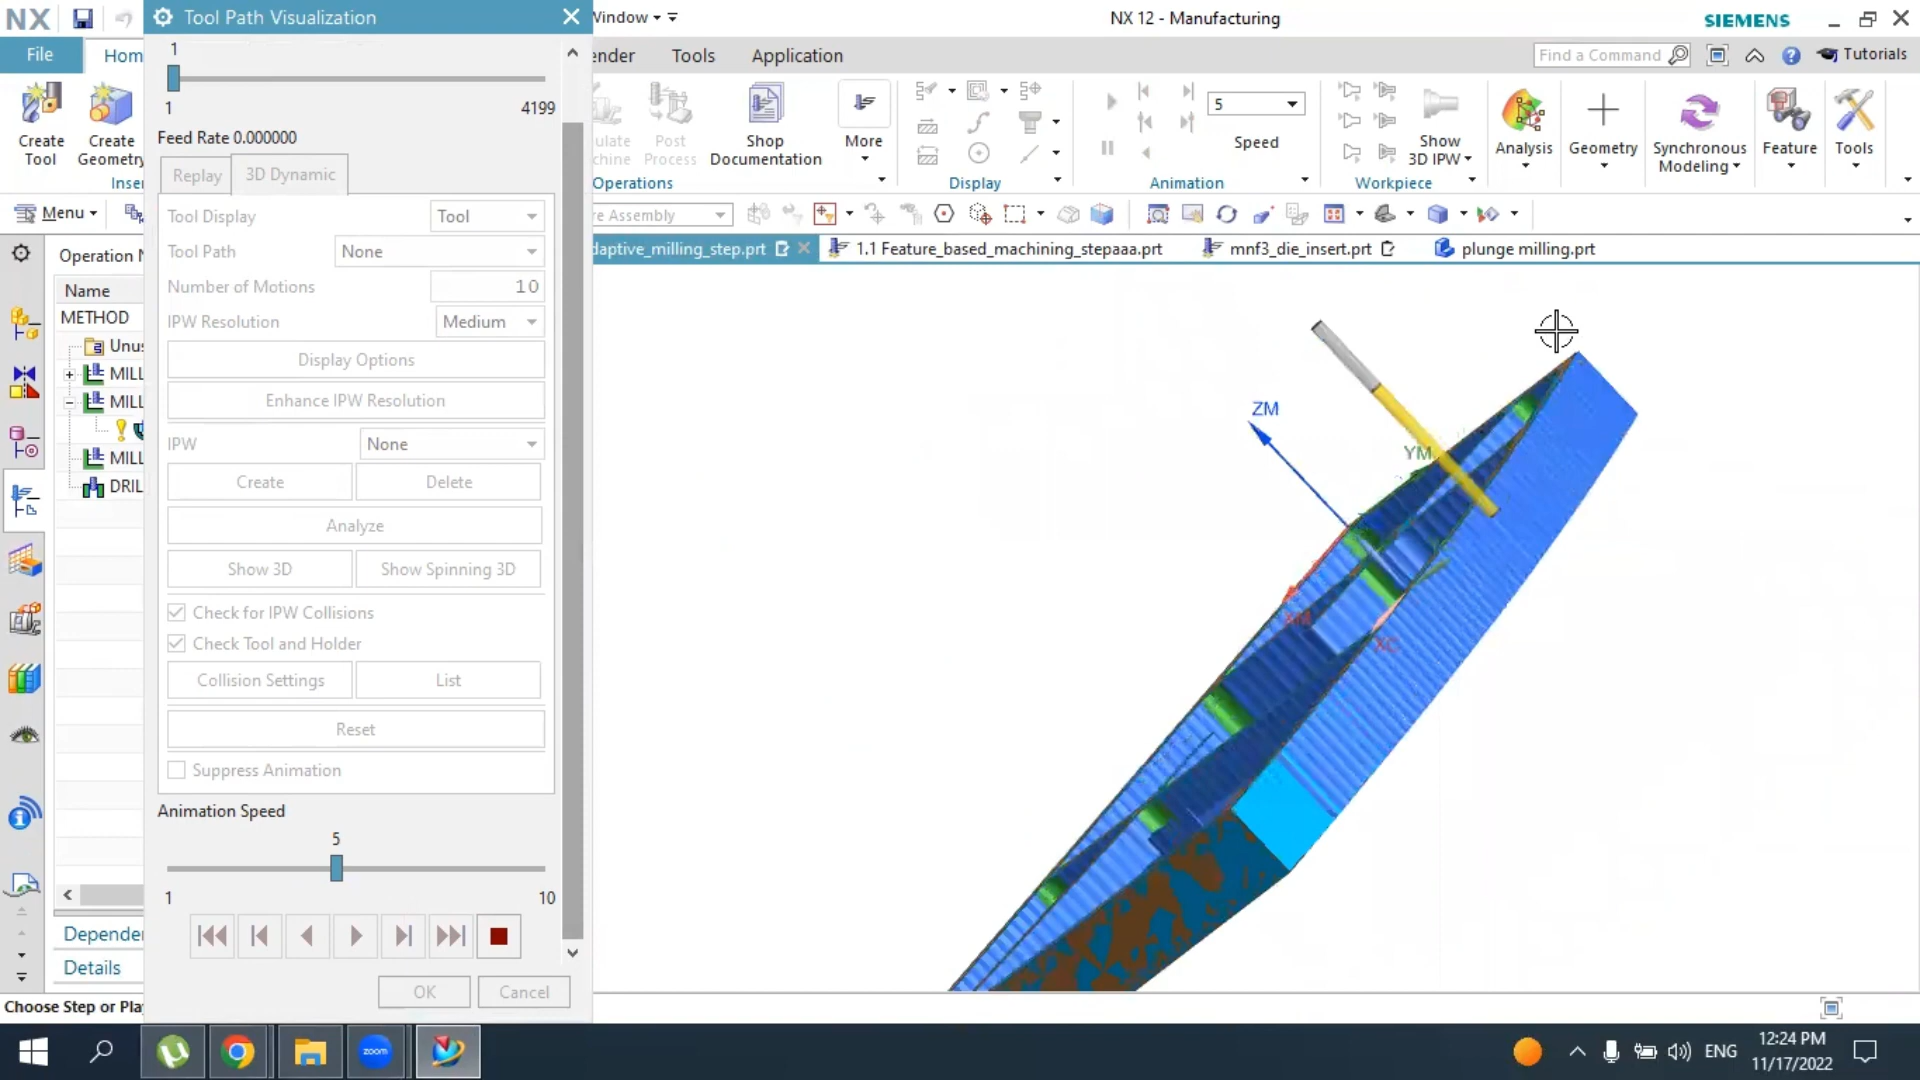 NX
Tool Path Visualization
Window
NX 12 - Manufacturing
SIEMENS
File
Hom
ender
Tools
Application
Find a Command
Tutorials
1
1
4199
Feed Rate 0.000000
Create
Tool
Create
Geometry
Inser
Post
Process
Shop
Documentation
More
Operations
Display
5
Speed
Animation
Show
3D IPW
Workpiece
Analysis
Geometry
Synchronous
Modeling
Feature
Tools
Menu
re Assembly
daptive_milling_step.prt
1.1 Feature_based_machining_stepaaa.prt
mnf3_die_insert.prt
plunge milling.prt
Operation N
Name
METHOD
Unus
MILL
MILL
MILL
DRIL
Replay
3D Dynamic
Tool Display
Tool
Tool Path
None
Number of Motions
10
IPW Resolution
Medium
Display Options
Enhance IPW Resolution
IPW
None
Create
Delete
Analyze
Show 3D
Show Spinning 3D
Check for IPW Collisions
Check Tool and Holder
Collision Settings
List
Reset
Suppress Animation
Animation Speed
5
1
10
OK
Cancel
Depender
Details
Choose Step or Pla
ZM
YM
XM
XC
zoom
ENG
12:24 PM
11/17/2022